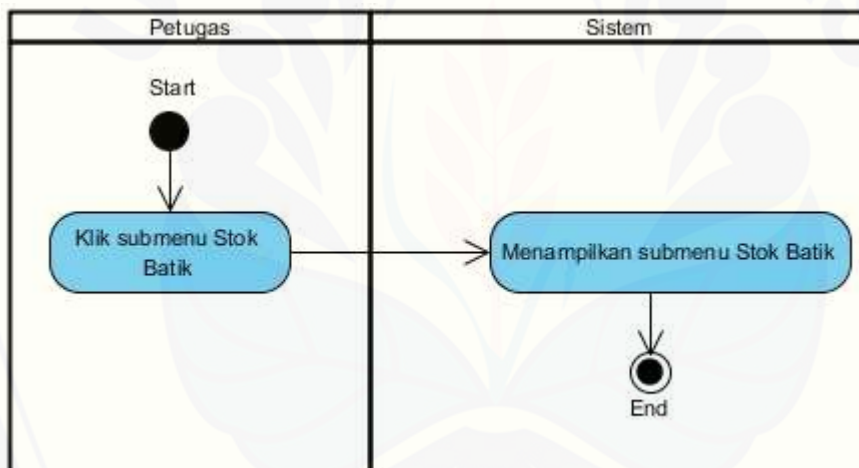 Petugas
Sistem
Start
Klik submenu Stok
Batik
Menampilkan submenu Stok Batik
End